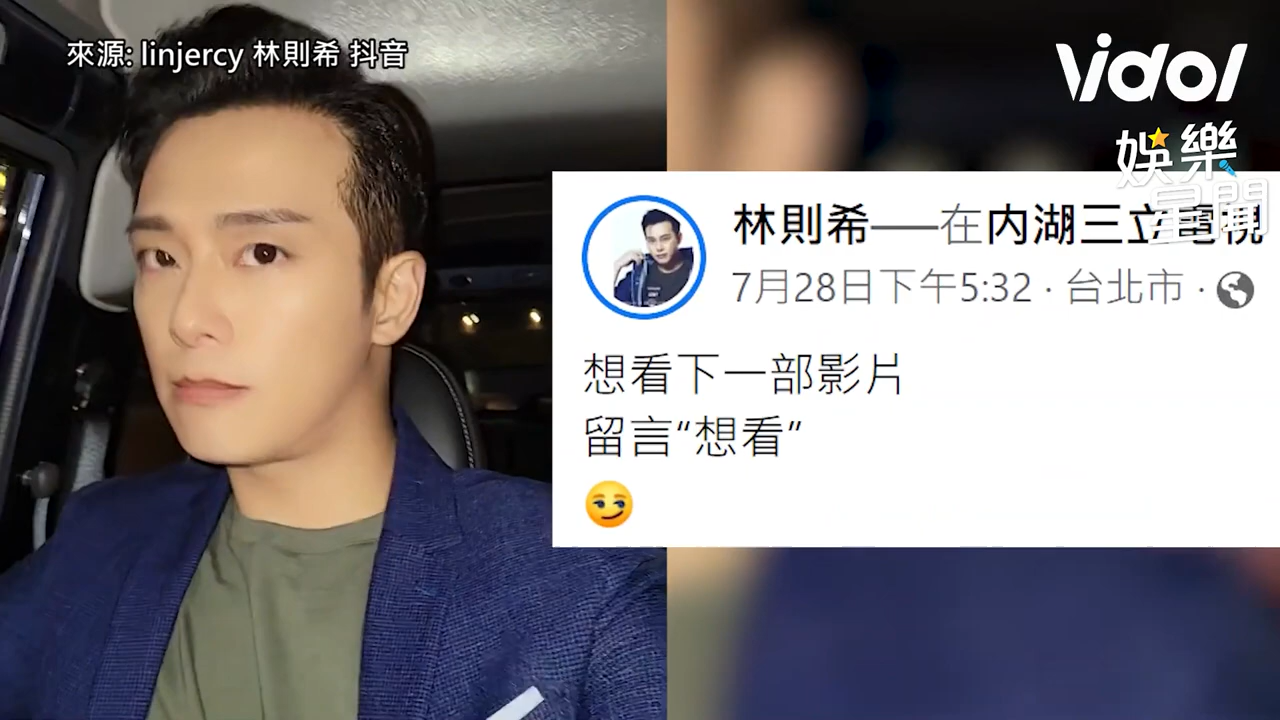 來源: linjercy 林則希 抖音
Vidol
娛樂
星聞
林則希──在內湖三立電視
7月28日下午5:32 · 台北市 ·
想看下一部影片
留言“想看”